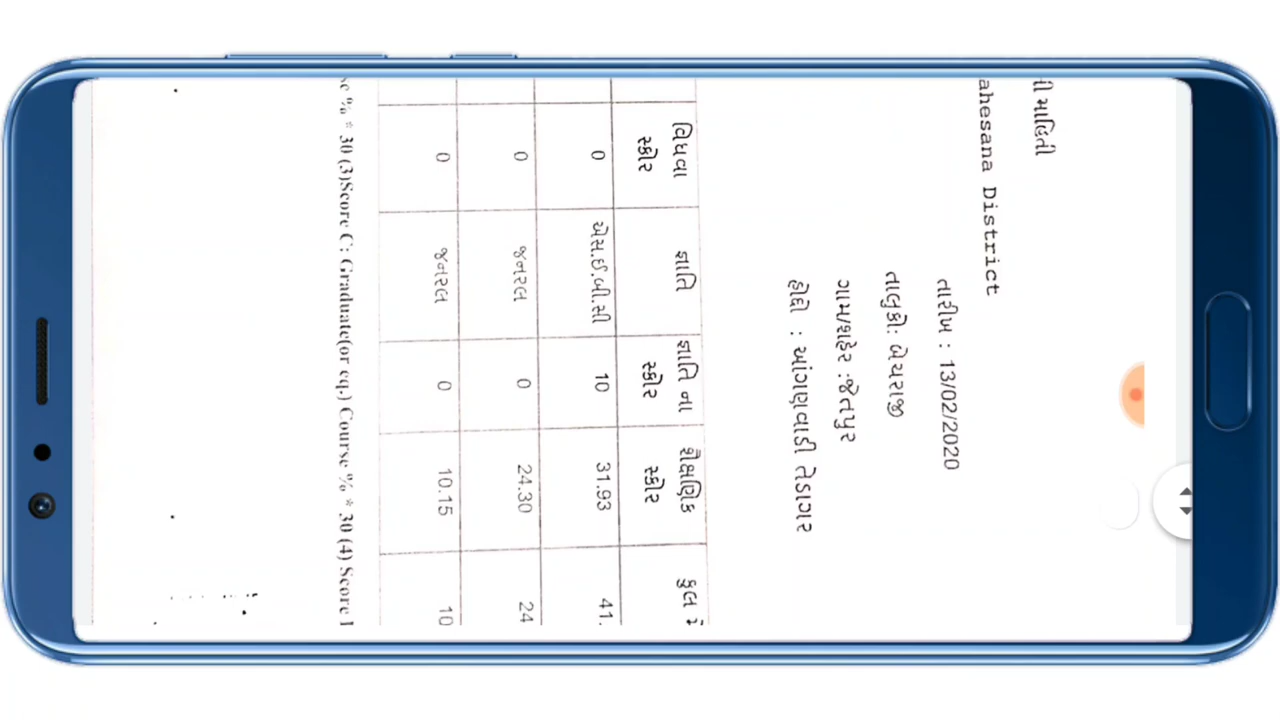 ની માહિતી
ahesana District
તારીખ : 13/02/2020
તાલુકો: બેચરાજી
ગામ/શહેર :જેતપુર
હોદ્દો : આંગણવાડી તેડાગર
વિધવા સ્કોર જ્ઞાતિ જ્ઞાતિ ના સ્કોર શૈક્ષણિક સ્કોર કુલ
0 એસ.ઈ.બી.સી 10 31.93 41.
0 જનરલ 0 24.30 24
0 જનરલ 0 10.15 10
se % * 30 (3)Score C: Graduate(or eq.) Course % * 30 (4) Score